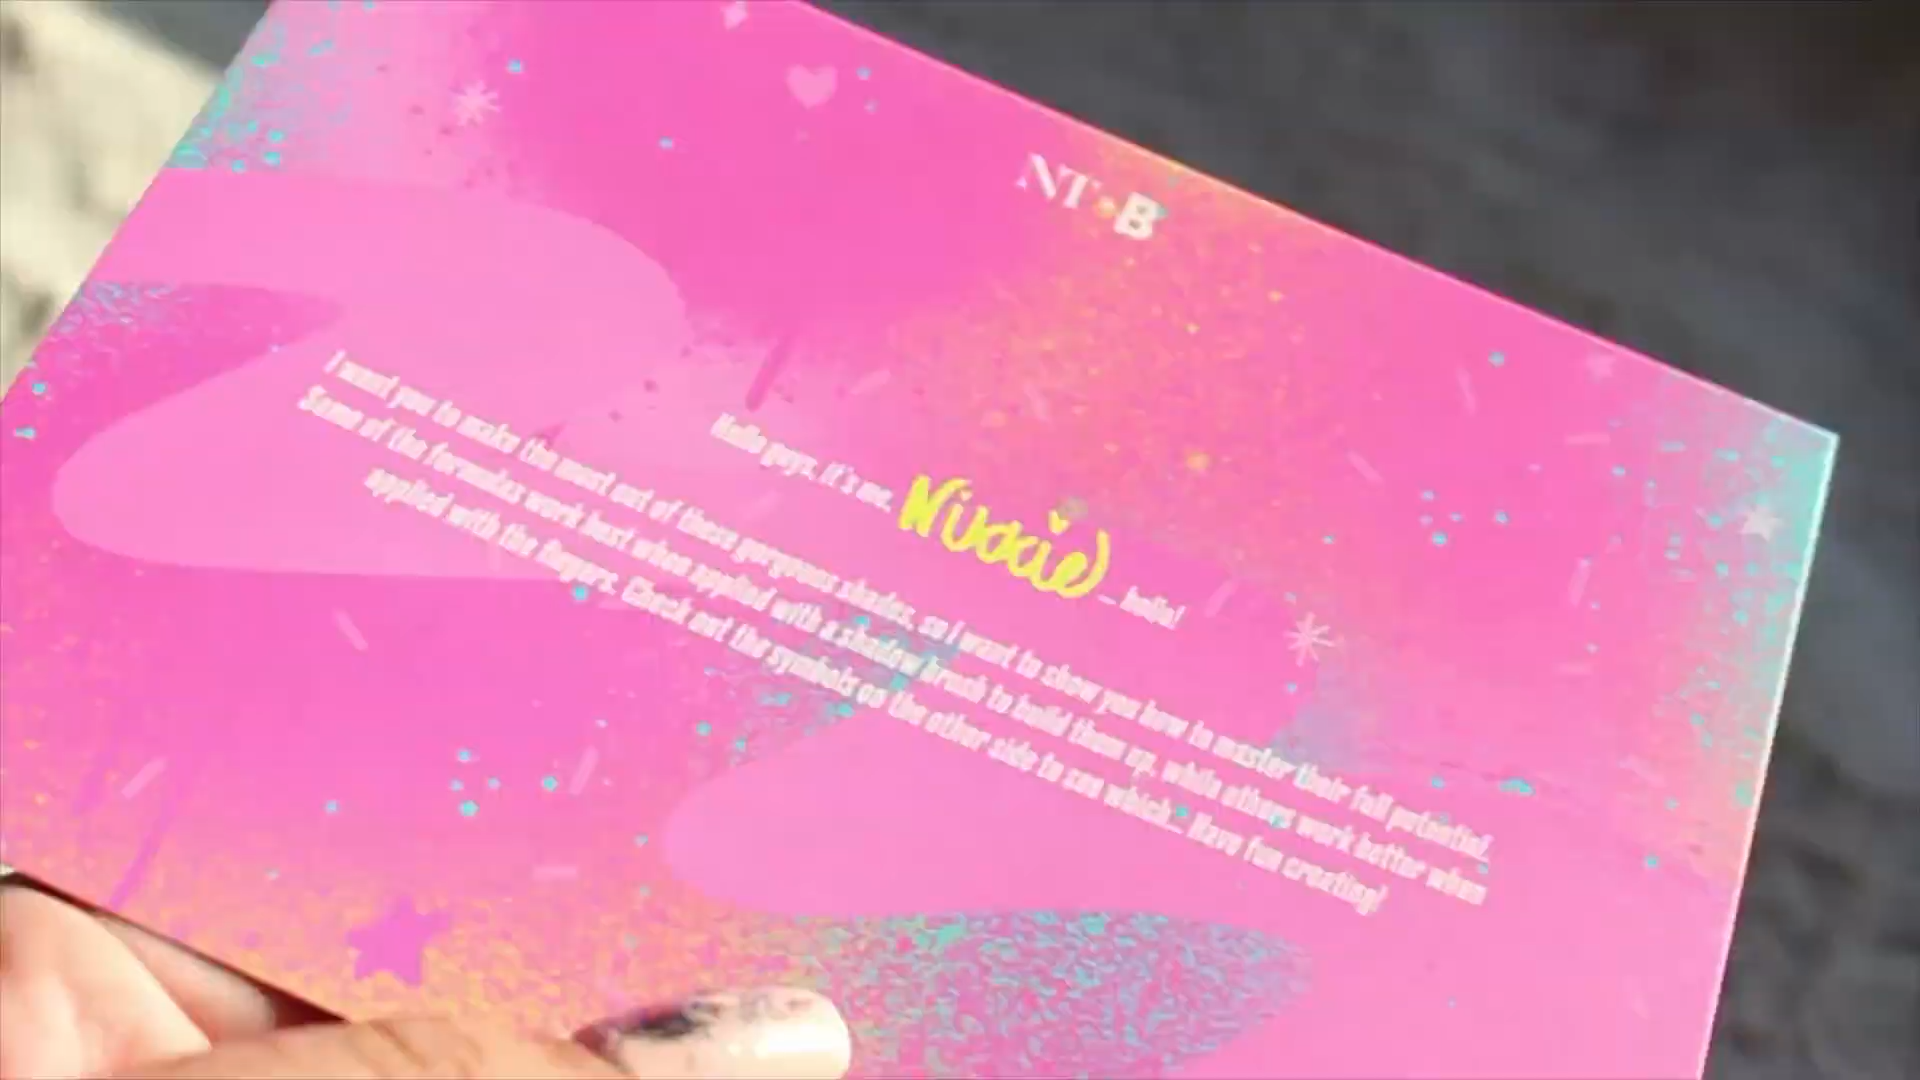 NT B
Hello guys, it's me, Nikkie... hello!
I want you to make the most out of these gorgeous shades, so I want to show you how to master their full potential.
Some of the formulas work best when applied with a shadow brush to build them up, while others work better when
applied with the fingers. Check out the symbols on the other side to see which... Have fun creating!